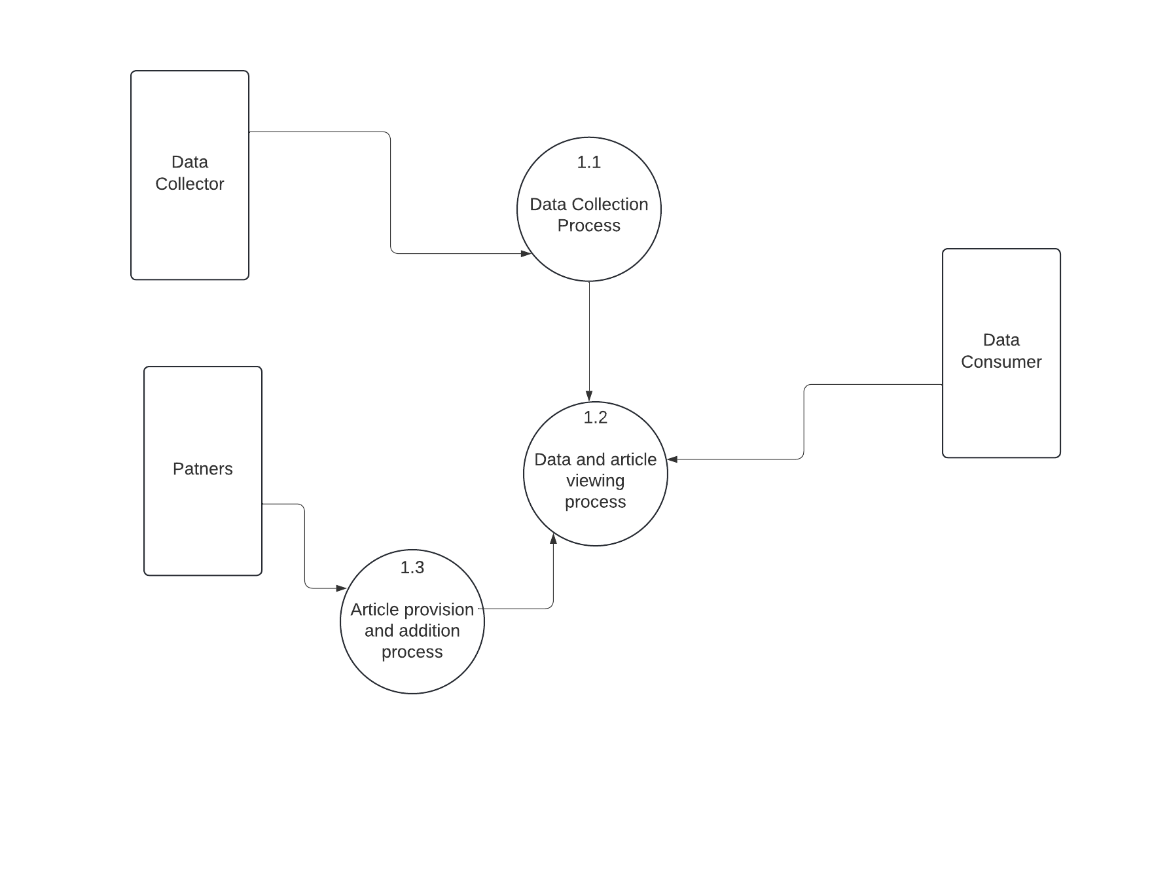 Data
Collector
1.1
Data Collection
Process
Data
Consumer
Patners
1.2
Data and article
viewing
process
1.3
Article provision
and addition
process